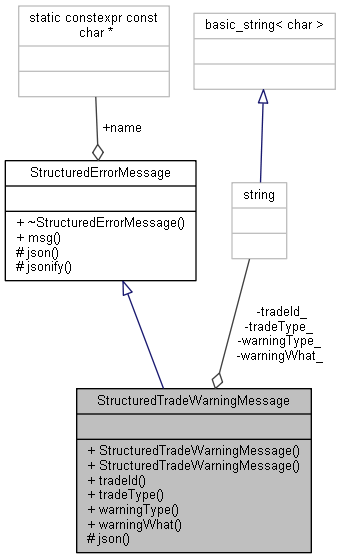 static constexpr const
char *
basic_string< char >
+name
StructuredErrorMessage
+ ~StructuredErrorMessage()
+ msg()
# json()
# jsonify()
string
-tradeId_
-tradeType_
-warningType_
-warningWhat_
StructuredTradeWarningMessage
+ StructuredTradeWarningMessage()
+ StructuredTradeWarningMessage()
+ tradeId()
+ tradeType()
+ warningType()
+ warningWhat()
# json()